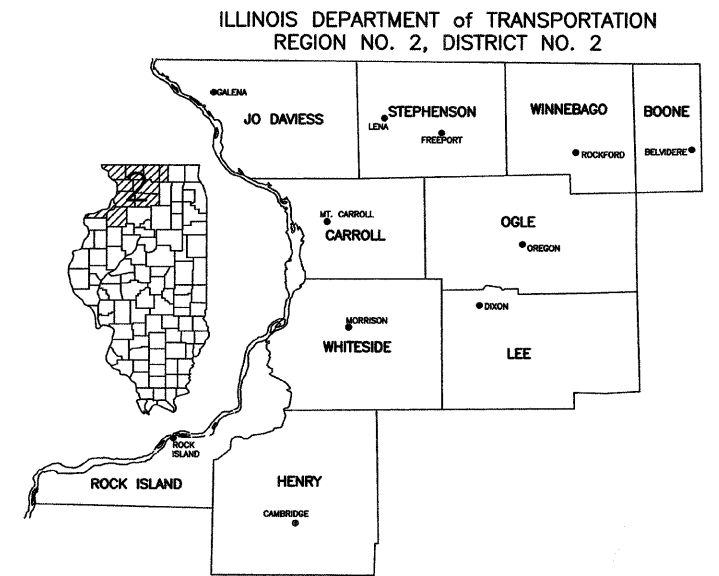 ILLINOIS DEPARTMENT of TRANSPORTATION
REGION NO. 2, DISTRICT NO. 2
GALENA
JO DAVIESS
STEPHENSON
LENA
FREEPORT
WINNEBAGO
ROCKFORD
BOONE
BELVIDERE
2
MT. CARROLL
CARROLL
OGLE
OREGON
MORRISON
WHITESIDE
DIXON
LEE
ROCK
ISLAND
ROCK ISLAND
HENRY
CAMBRIDGE